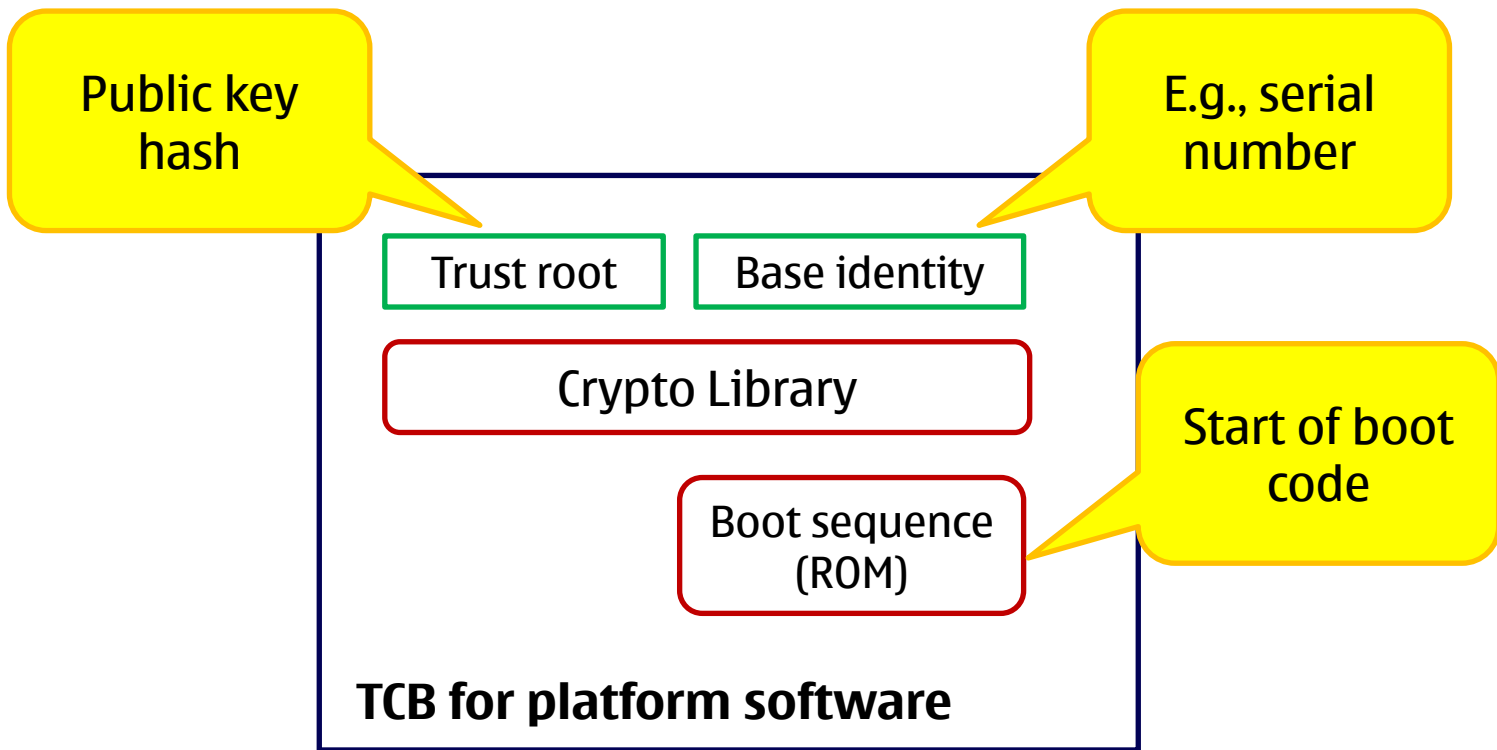 Public key
hash
E.g., serial
number
Trust root
Base identity
Crypto Library
Start of boot
code
Boot sequence
(ROM)
TCB for platform software